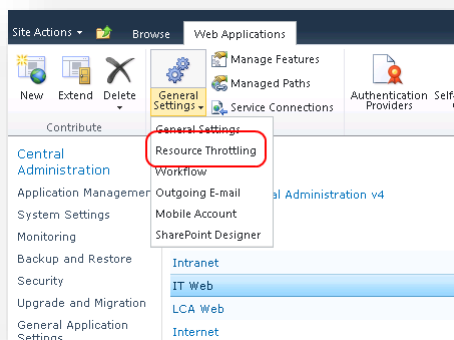 Site Actions Browse Web Applications
New Extend Delete
General Settings
Manage Features
Managed Paths
Service Connections
Authentication Providers
Contribute
General Settings
Resource Throttling
Workflow
Outgoing E-mail
Mobile Account
SharePoint Designer
Central
Administration
Application Managemen
System Settings
Monitoring
Backup and Restore
Security
Upgrade and Migration
General Application
Settings
al Administration v4
Intranet
IT Web
LCA Web
Internet